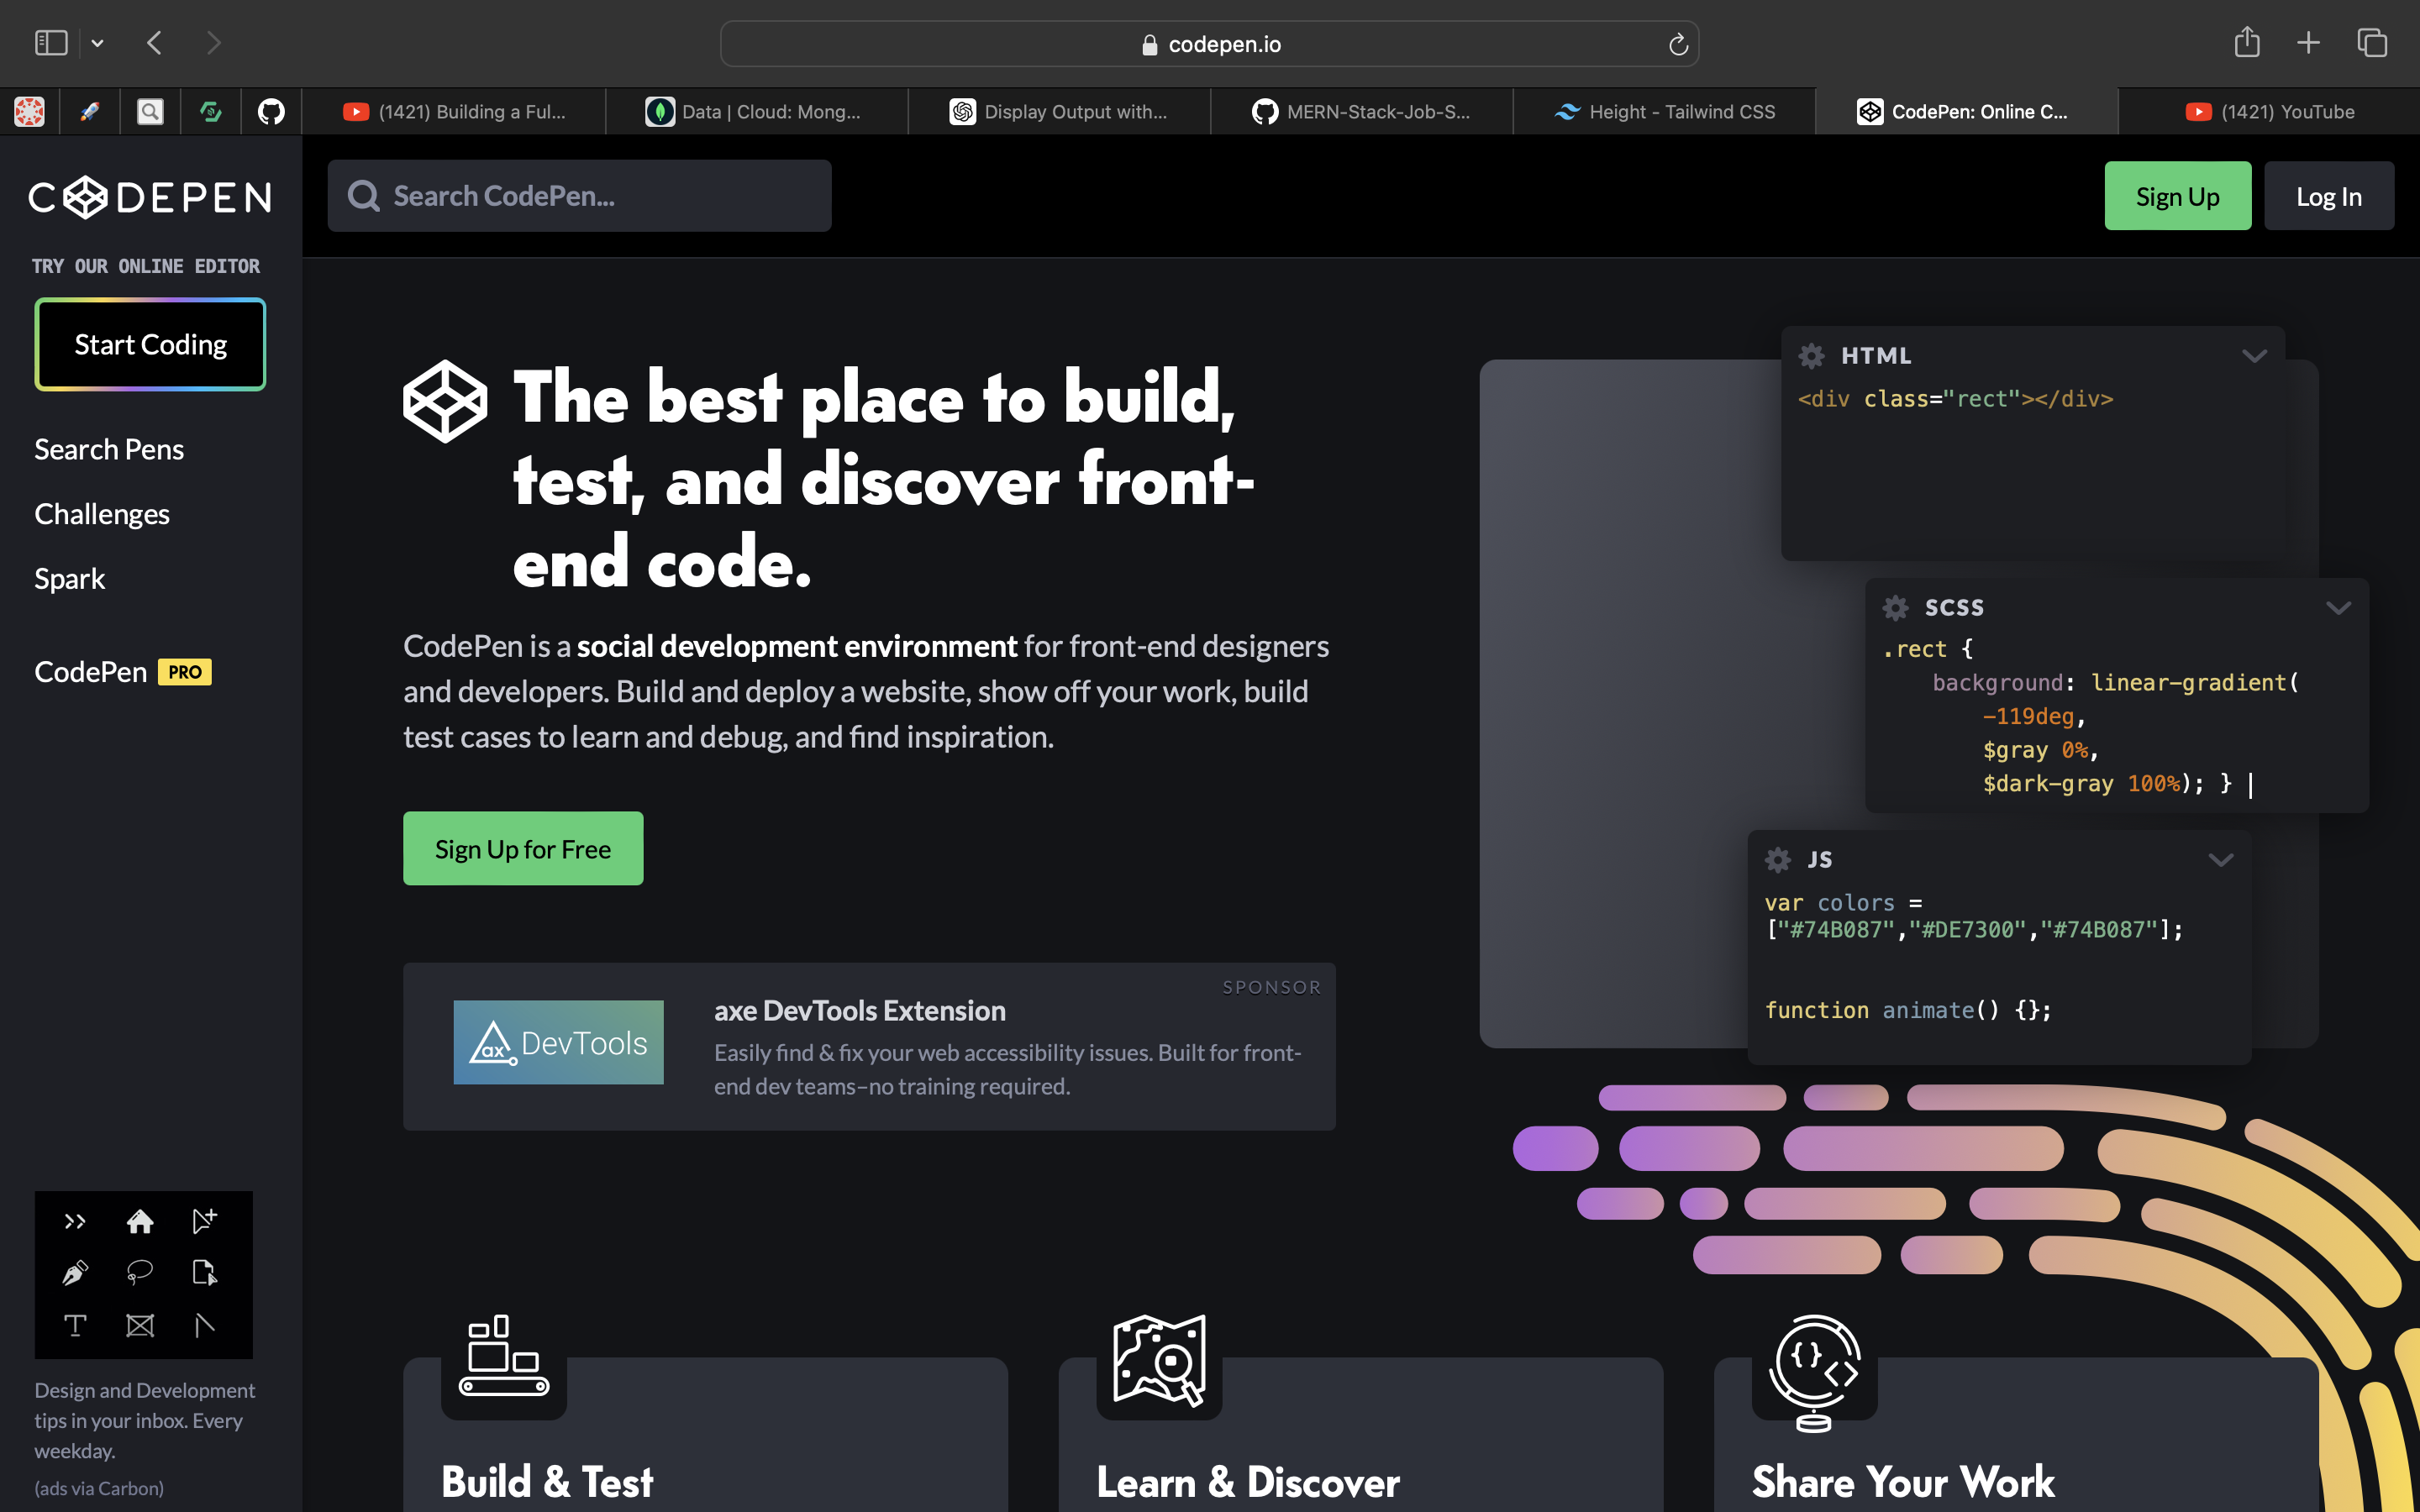 codepen.io
(1421) Building a Ful...
Data | Cloud: Mong...
Display Output with...
MERN-Stack-Job-S...
Height - Tailwind CSS
CodePen: Online C...
(1421) YouTube
CODEPEN
Search CodePen...
Sign Up
Log In
TRY OUR ONLINE EDITOR
Start Coding
Search Pens
Challenges
Spark
CodePen PRO
The best place to build,
test, and discover front-
end code.
CodePen is a social development environment for front-end designers
and developers. Build and deploy a website, show off your work, build
test cases to learn and debug, and find inspiration.
Sign Up for Free
SPONSOR
ax DevTools
axe DevTools Extension
Easily find & fix your web accessibility issues. Built for front-
end dev teams–no training required.
HTML
<div class="rect"></div>
SCSS
.rect {
background: linear-gradient(
-119deg,
$gray 0%,
$dark-gray 100%); } |
JS
var colors =
["#74B087","#DE7300","#74B087"];
function animate() {};
Design and Development
tips in your inbox. Every
weekday.
(ads via Carbon)
Build & Test
Learn & Discover
Share Your Work